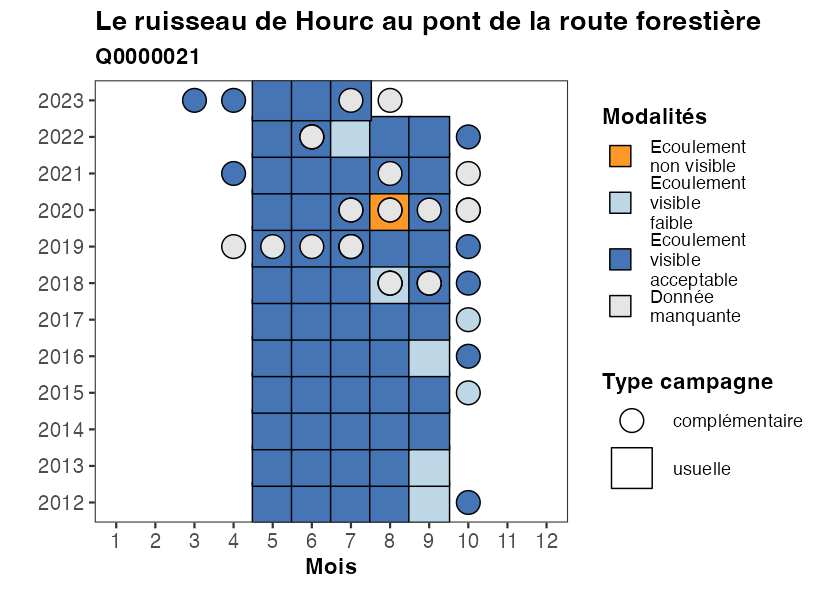 Le ruisseau de Hourc au pont de la route forestière
Q0000021
2023
2022
2021
2020
2019
2018
2017
2016
2015
2014
2013
2012
1 2 3 4 5 6 7 8 9 10 11 12
Mois
Modalités
Ecoulement
non visible
Ecoulement
visible
faible
Ecoulement
visible
acceptable
Donnée
manquante
Type campagne
complémentaire
usuelle